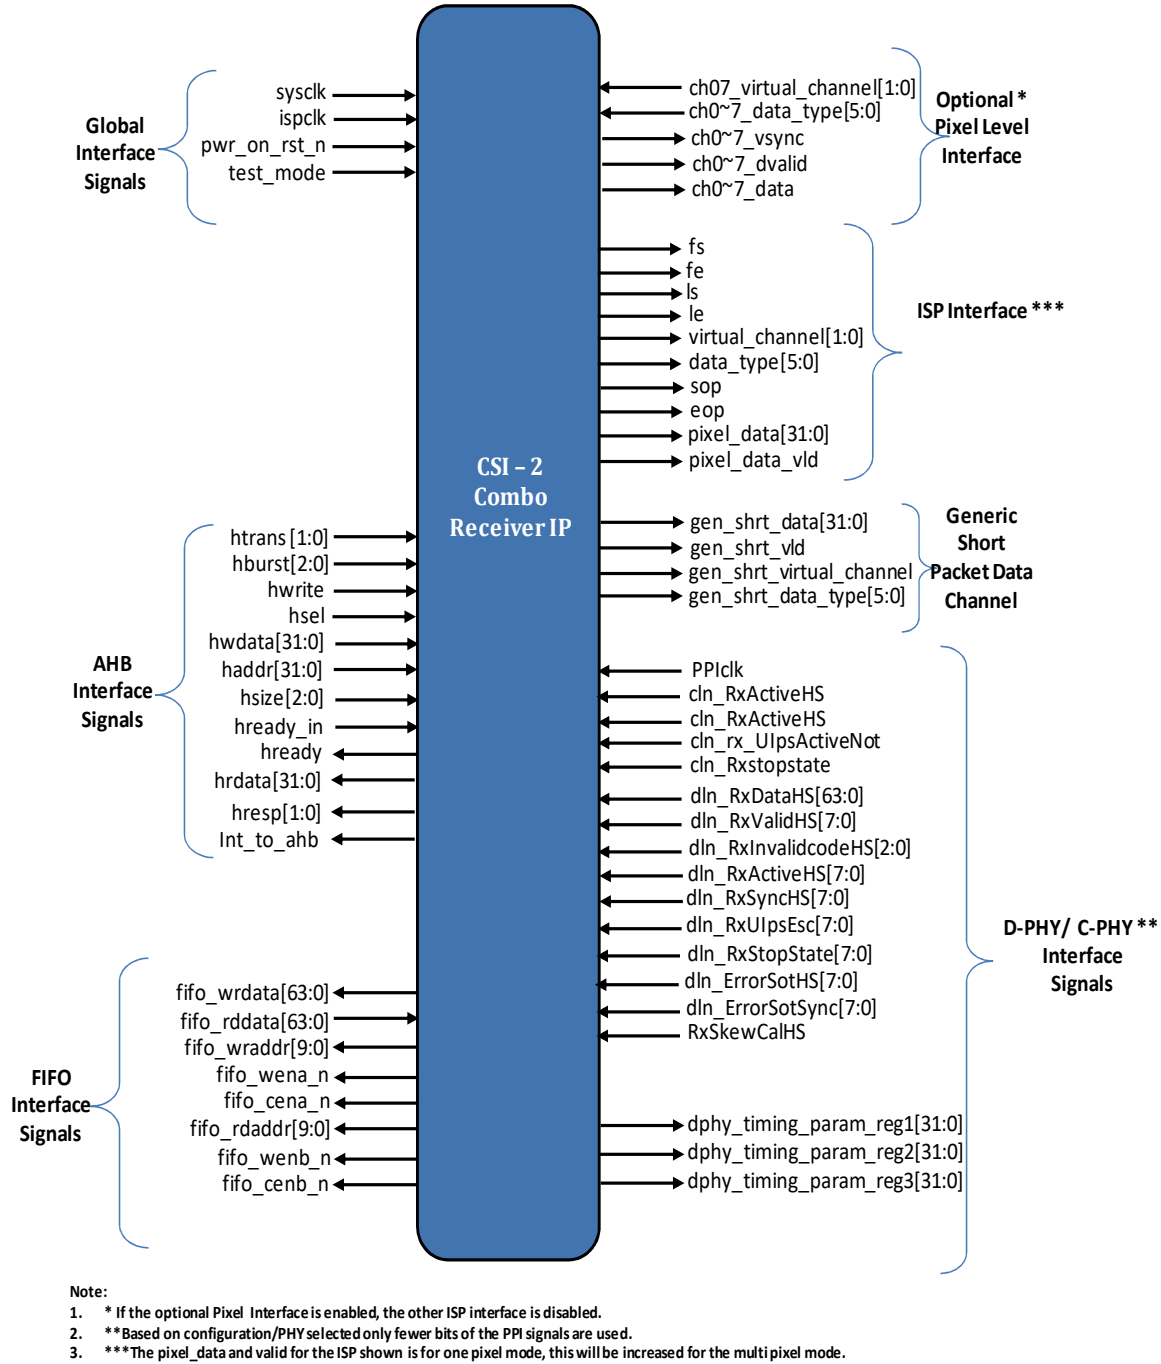 Global
Interface
Signals
sysclk
ispclk
pwr_on_rst_n
test_mode
AHB
Interface
Signals
htrans[1:0]
hburst[2:0]
hwrite
hsel
hwdata[31:0]
haddr[31:0]
hsize[2:0]
hready_in
hready
hrdata[31:0]
hresp[1:0]
Int_to_ahb
FIFO
Interface
Signals
fifo_wrdata[63:0]
fifo_rddata[63:0]
fifo_wraddr[9:0]
fifo_wena_n
fifo_cena_n
fifo_rdaddr[9:0]
fifo_wenb_n
fifo_cenb_n
CSI – 2
Combo
Receiver IP
ch07_virtual_channel[1:0]
ch0~7_data_type[5:0]
ch0~7_vsync
ch0~7_dvalid
ch0~7_data
Optional *
Pixel Level
Interface
fs
fe
ls
le
virtual_channel[1:0]
data_type[5:0]
sop
eop
pixel_data[31:0]
pixel_data_vld
ISP Interface ***
gen_shrt_data[31:0]
gen_shrt_vld
gen_shrt_virtual_channel
gen_shrt_data_type[5:0]
Generic
Short
Packet Data
Channel
PPIclk
cln_RxActiveHS
cln_RxActiveHS
cln_rx_UIpsActiveNot
cln_Rxstopstate
dln_RxDataHS[63:0]
dln_RxValidHS[7:0]
dln_RxInvalidcodeHS[2:0]
dln_RxActiveHS[7:0]
dln_RxSyncHS[7:0]
dln_RxUIpsEsc[7:0]
dln_RxStopState[7:0]
dln_ErrorSotHS[7:0]
dln_ErrorSotSync[7:0]
RxSkewCalHS
dphy_timing_param_reg1[31:0]
dphy_timing_param_reg2[31:0]
dphy_timing_param_reg3[31:0]
D-PHY/ C-PHY **
Interface
Signals
Note:
1. * If the optional Pixel Interface is enabled, the other ISP interface is disabled.
2. **Based on configuration/PHY selected only fewer bits of the PPI signals are used.
3. ***The pixel_data and valid for the ISP shown is for one pixel mode, this will be increased for the multi pixel mode.